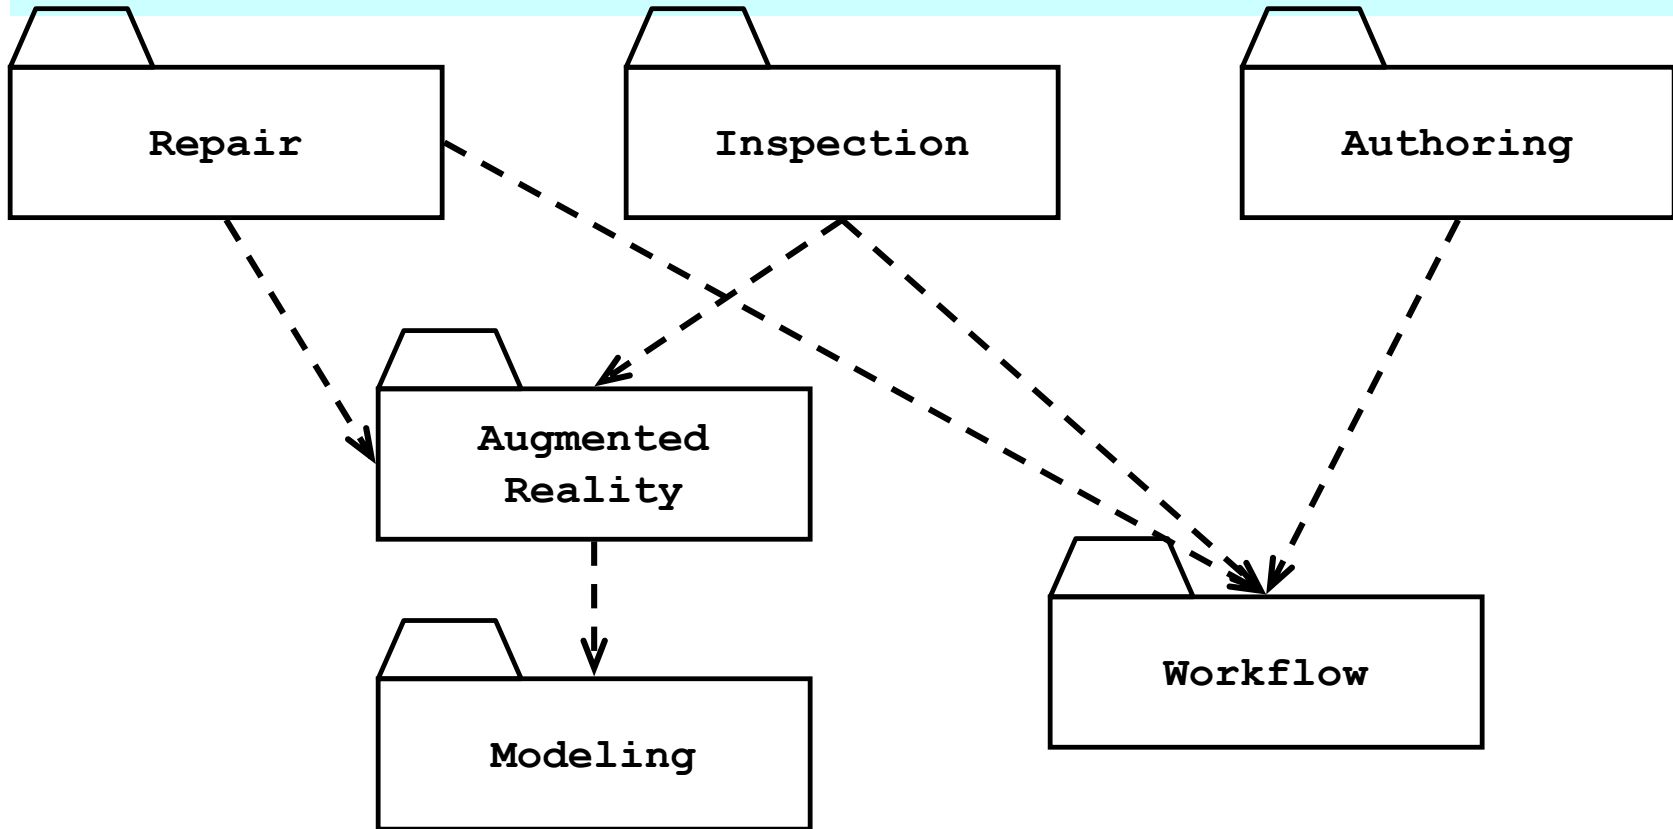 Repair
Inspection
Authoring
Augmented
Reality
Workflow
Modeling